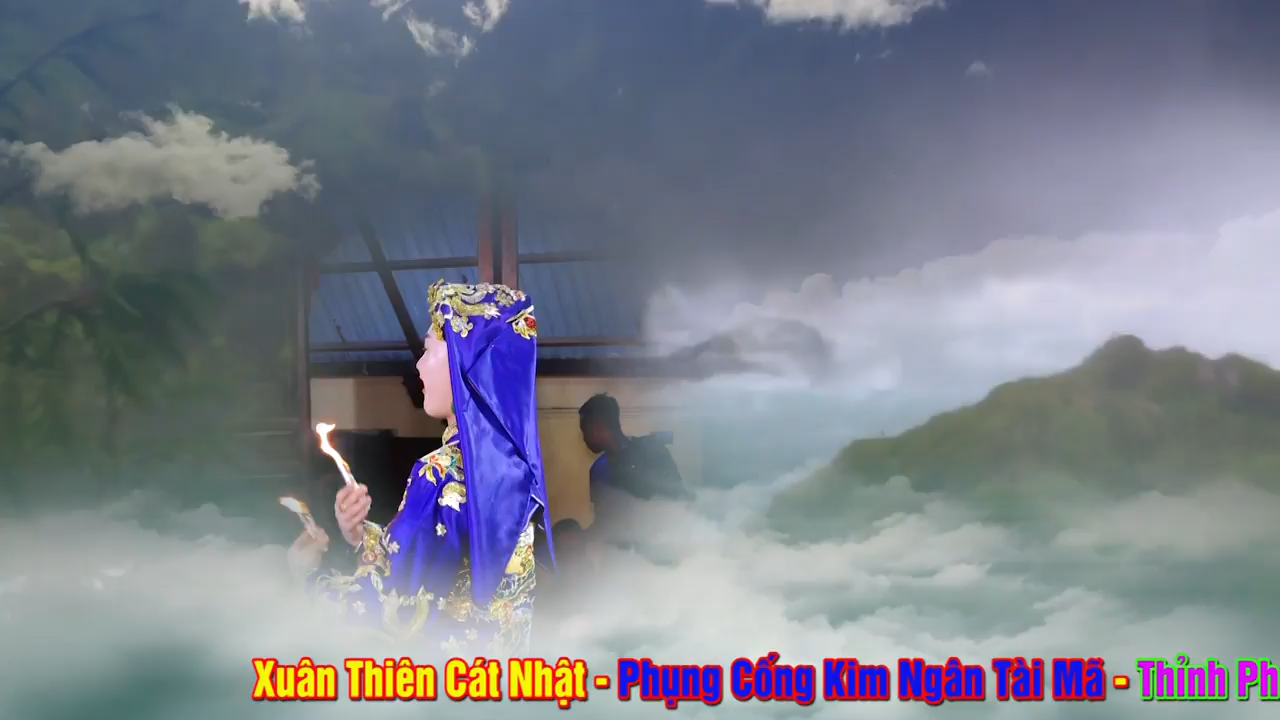 Xuân Thiên Cát Nhật - Phụng Cống Kim Ngân Tài Mã - Thỉnh